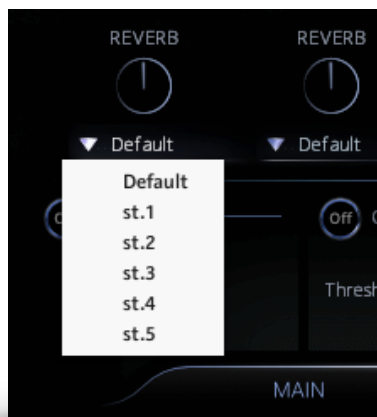 REVERB REVERB
Default Default
Default
st.1
st.2
Off
st.3
Thresh
st.4
st.5
MAIN